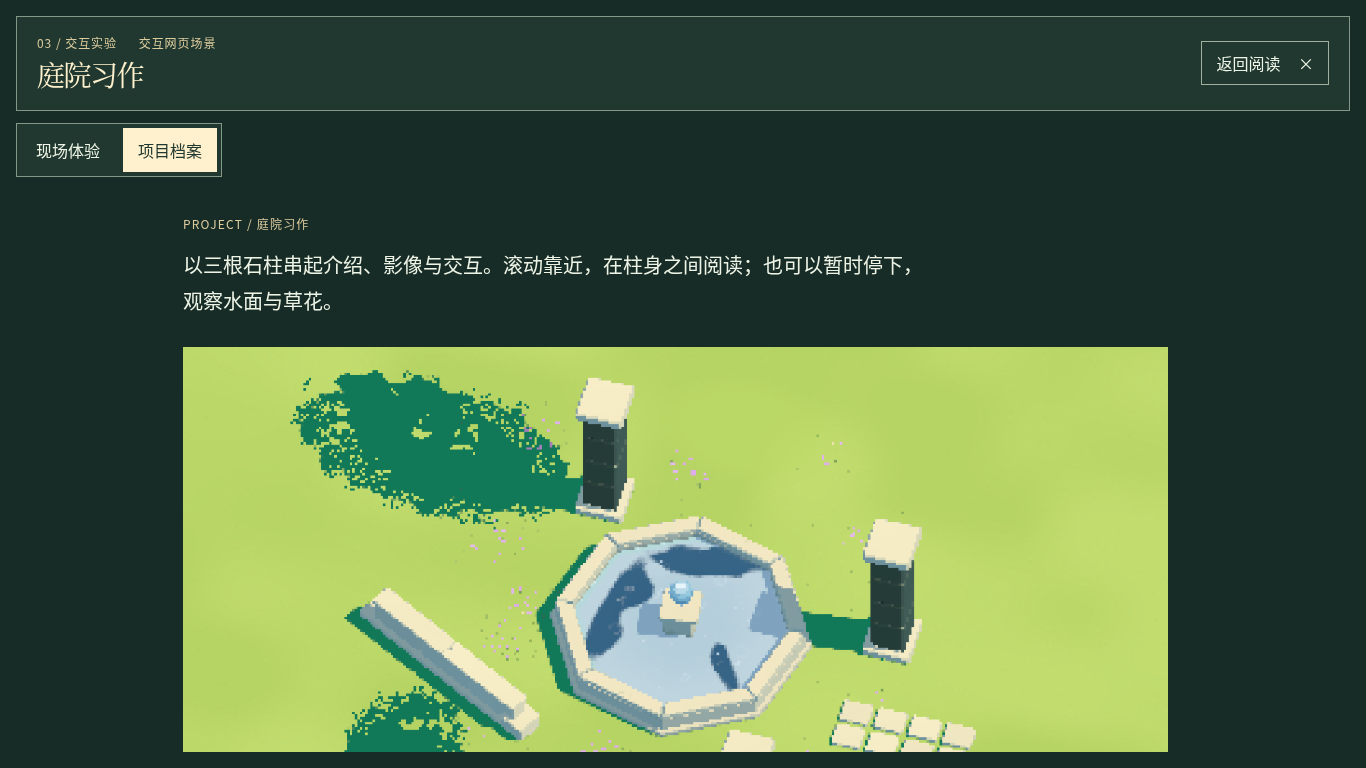 03 / 交互实验 交互网页场景
庭院习作
返回阅读 ×
现场体验 项目档案
PROJECT / 庭院习作
以三根石柱串起介绍、影像与交互。滚动靠近，在柱身之间阅读；也可以暂时停下，
观察水面与草花。